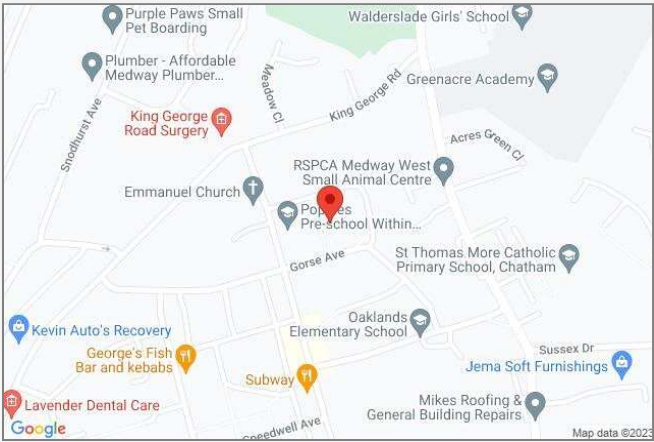 Purple Paws Small
Pet Boarding
Walderslade Girls' School
Plumber - Affordable
Medway Plumber...
Greenacre Academy
Meadow Cl
King George Rd
Snodhurst Ave
King George
Road Surgery
Acres Green Cl
RSPCA Medway West
Small Animal Centre
Emmanuel Church
Pre-school Within...
Gorse Ave
St Thomas More Catholic
Primary School, Chatham
Oaklands
Elementary School
Kevin Auto's Recovery
George's Fish
Bar and kebabs
Sussex Dr
Jema Soft Furnishings
Subway
Lavender Dental Care
Mikes Roofing &
General Building Repairs
Speedwell Ave
Google
Map data ©2023